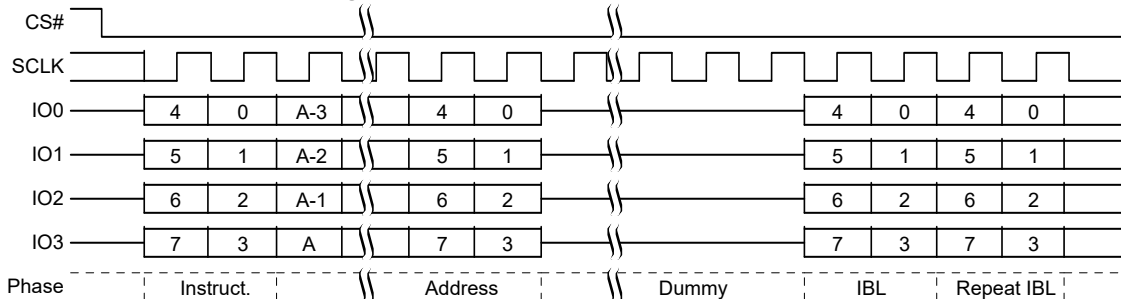 CS#
SCLK
IO0 4 0 A-3 4 0 4 0 4 0
IO1 5 1 A-2 5 1 5 1 5 1
IO2 6 2 A-1 6 2 6 2 6 2
IO3 7 3 A 7 3 7 3 7 3
Phase Instruct. Address Dummy IBL Repeat IBL